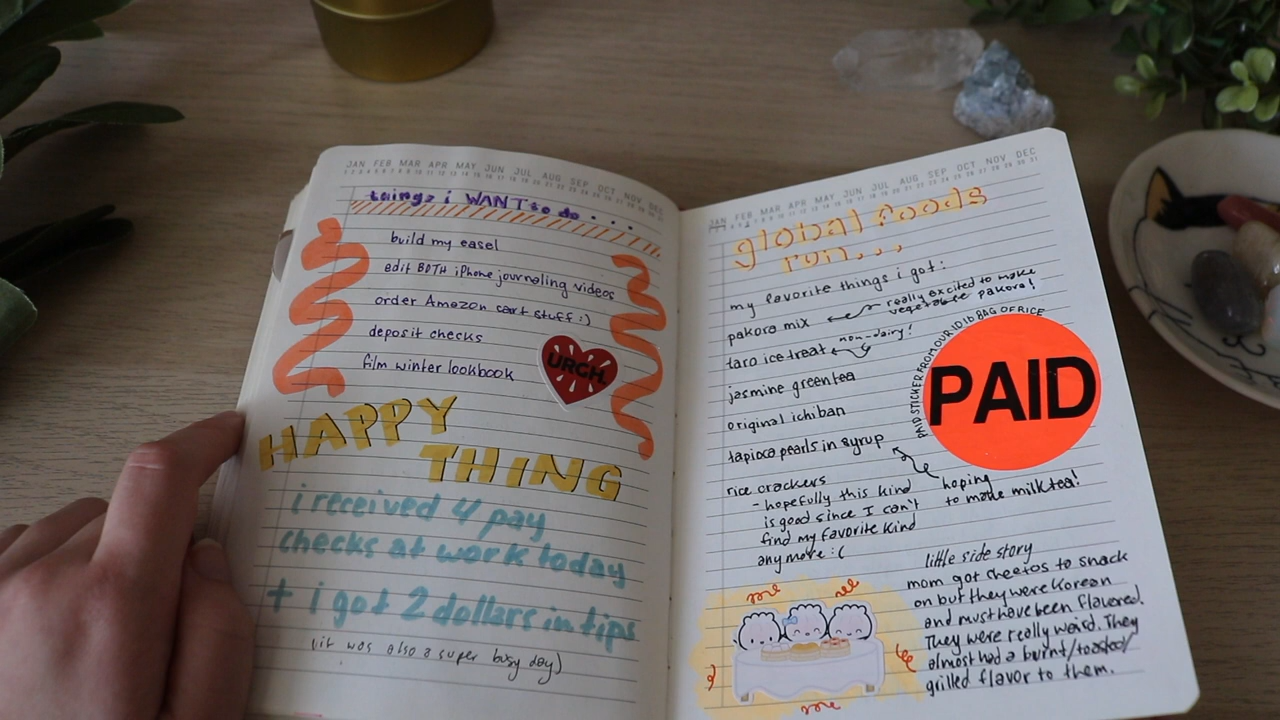 JAN FEB MAR APR MAY JUN JUL AUG SEP OCT NOV DEC
thingz i WANT to do . . .
build my easel
edit BOTH iPhone journaling videos
order Amazon cart stuff :)
deposit checks
film winter lookbook
URGH.
HAPPY
THING
i received 4 pay
checks at work today
+ i got 2 dollars in tips
(it was also a super busy day)
JAN FEB MAR APR MAY JUN JUL AUG SEP OCT NOV DEC
global foods
run...
my favorite things i got:
pakora mix
really excited to make
vegetable pakora!
taro ice treat
non-dairy!
jasmine green tea
original ichiban
tapioca pearls in syrup
hoping
to make milk tea!
PAID STICKER FROM OUR 10 lb BAG OF RICE
PAID
rice crackers
- hopefully this kind
is good since I can't
find my favorite kind
anymore :(
little side story
mom got cheetos to snack
on but they were Korean
and must have been flavored.
They were really weird. They
almost had a burnt/toasted/
grilled flavor to them.